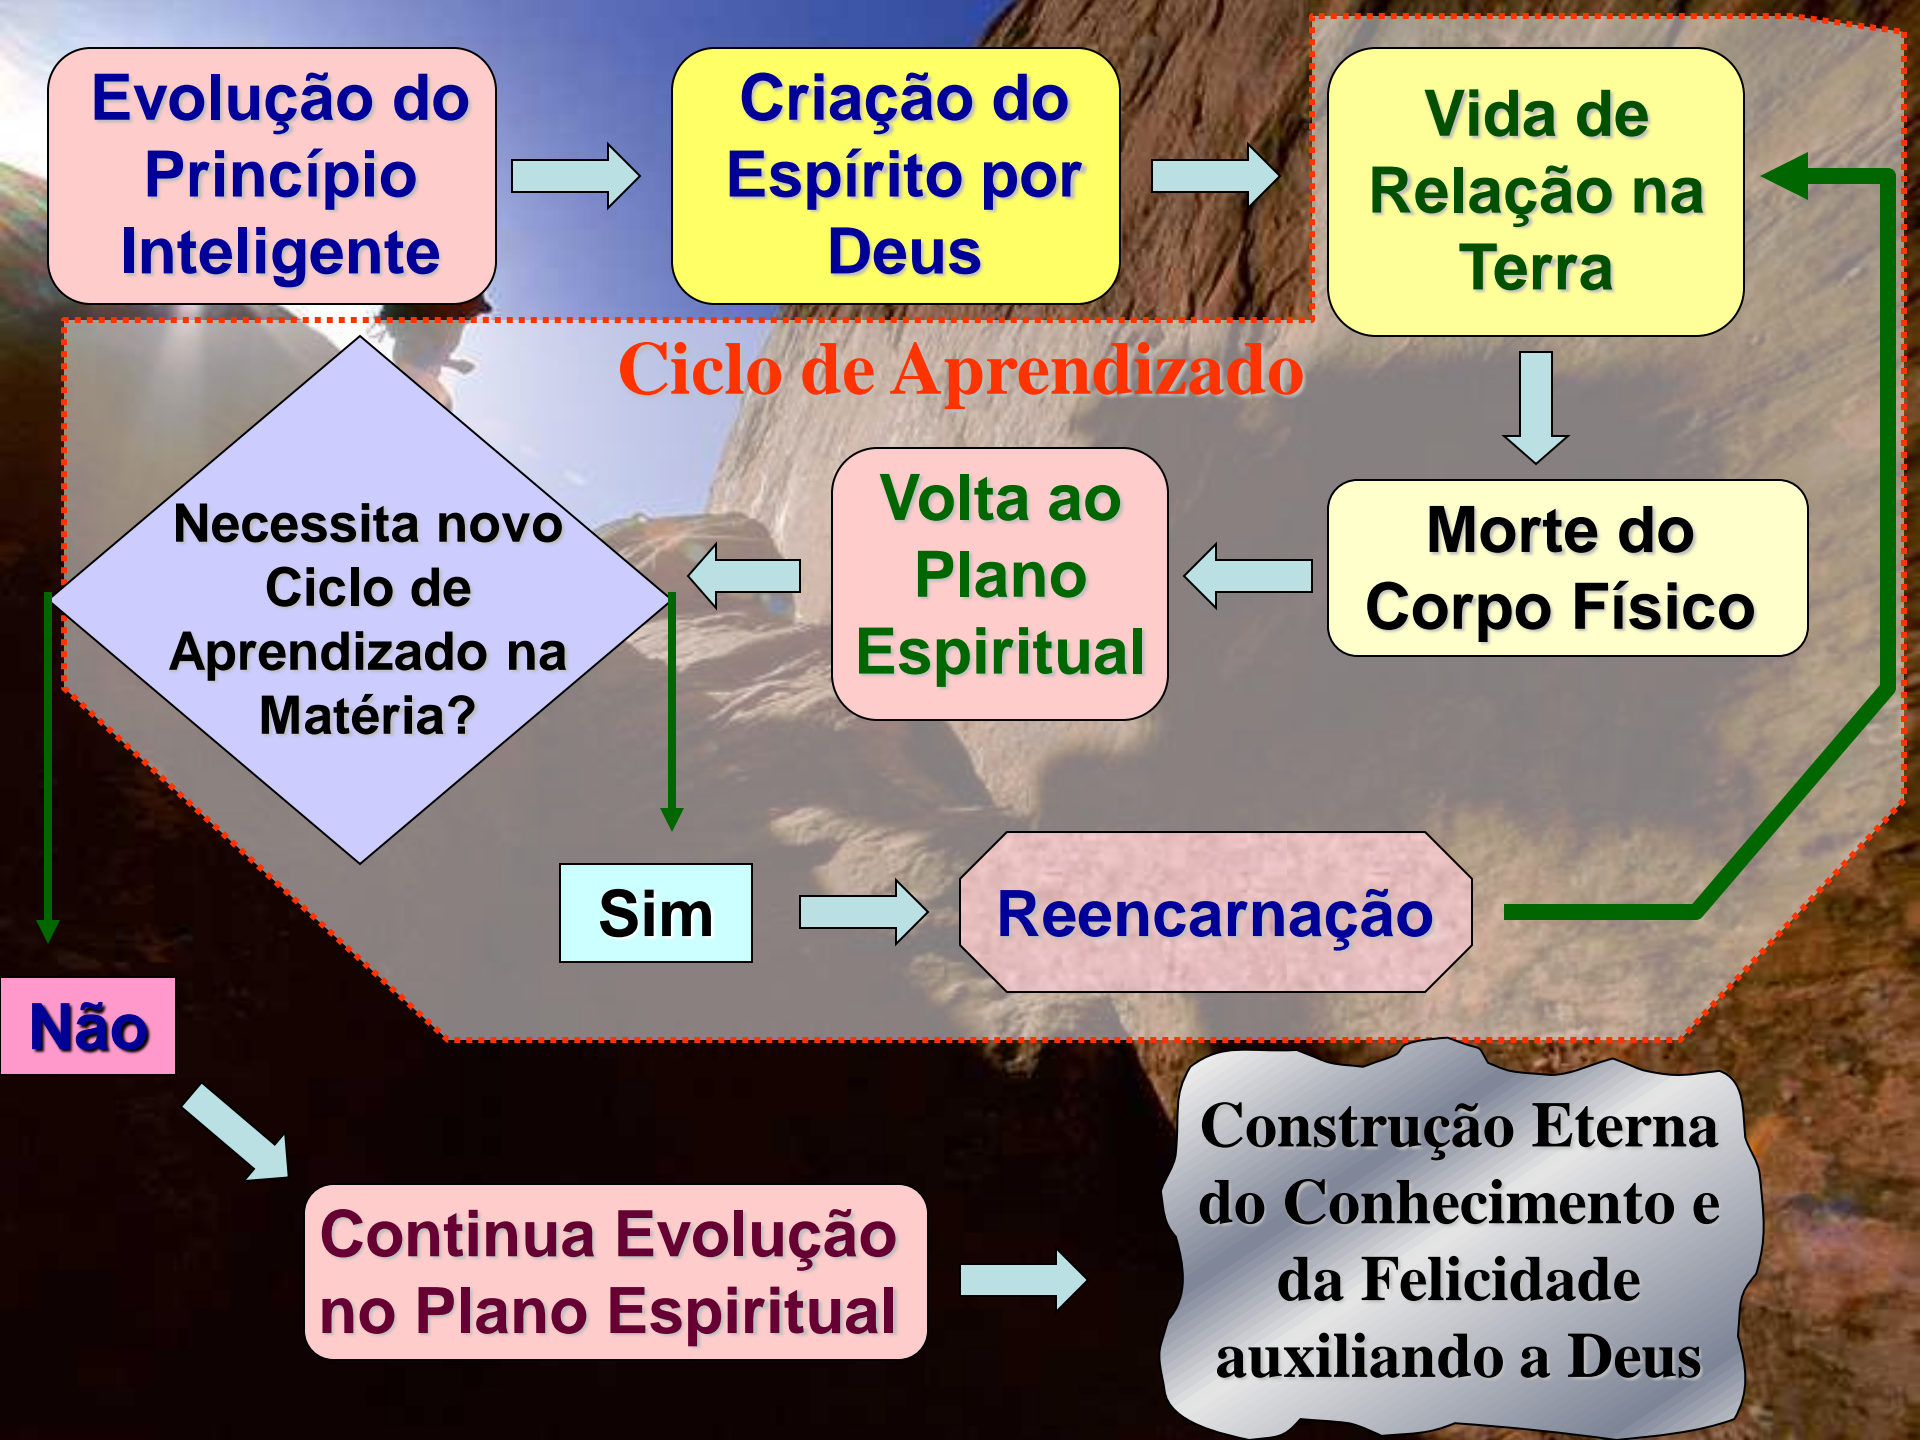 Evolução do
Princípio
Inteligente
Criação do
Espírito por
Deus
Vida de
Relação na
Terra
Ciclo de Aprendizado
Necessita novo
Ciclo de
Aprendizado na
Matéria?
Volta ao
Plano
Espiritual
Morte do
Corpo Físico
Sim
Reencarnação
Não
Continua Evolução
no Plano Espiritual
Construção Eterna
do Conhecimento e
da Felicidade
auxiliando a Deus